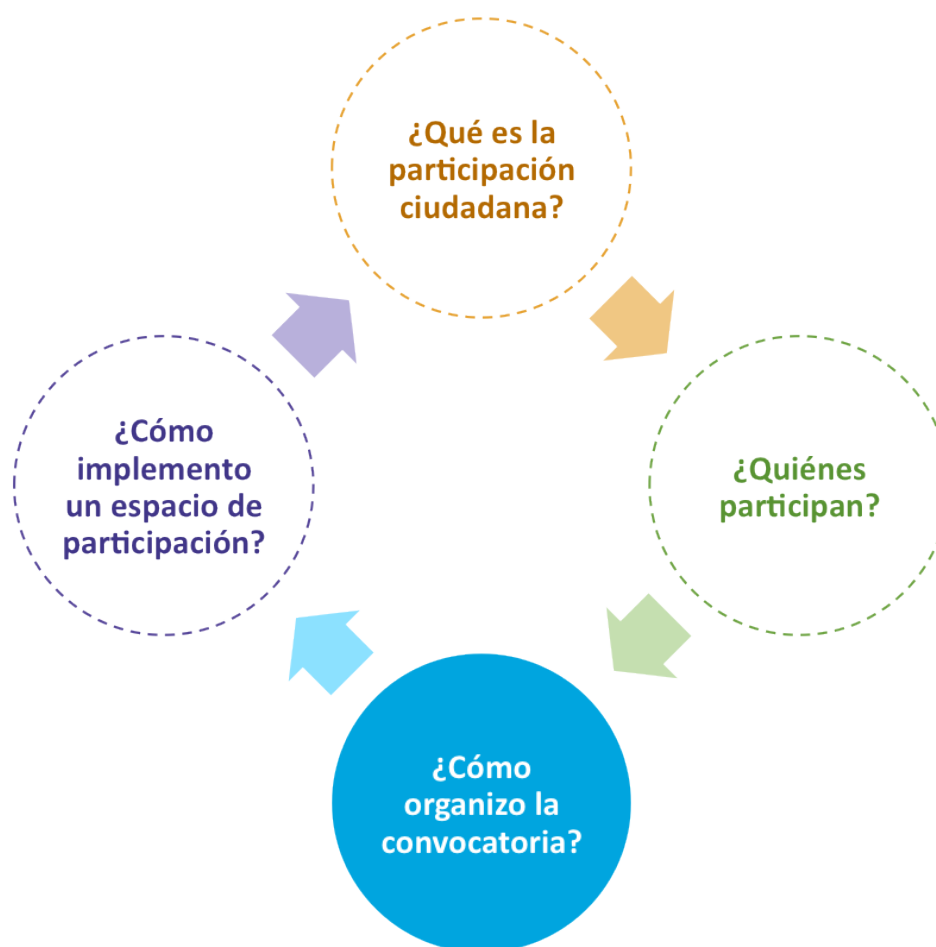 ¿Qué es la
participación
ciudadana?
¿Quiénes
participan?
¿Cómo
organizo la
convocatoria?
¿Cómo
implemento
un espacio de
participación?